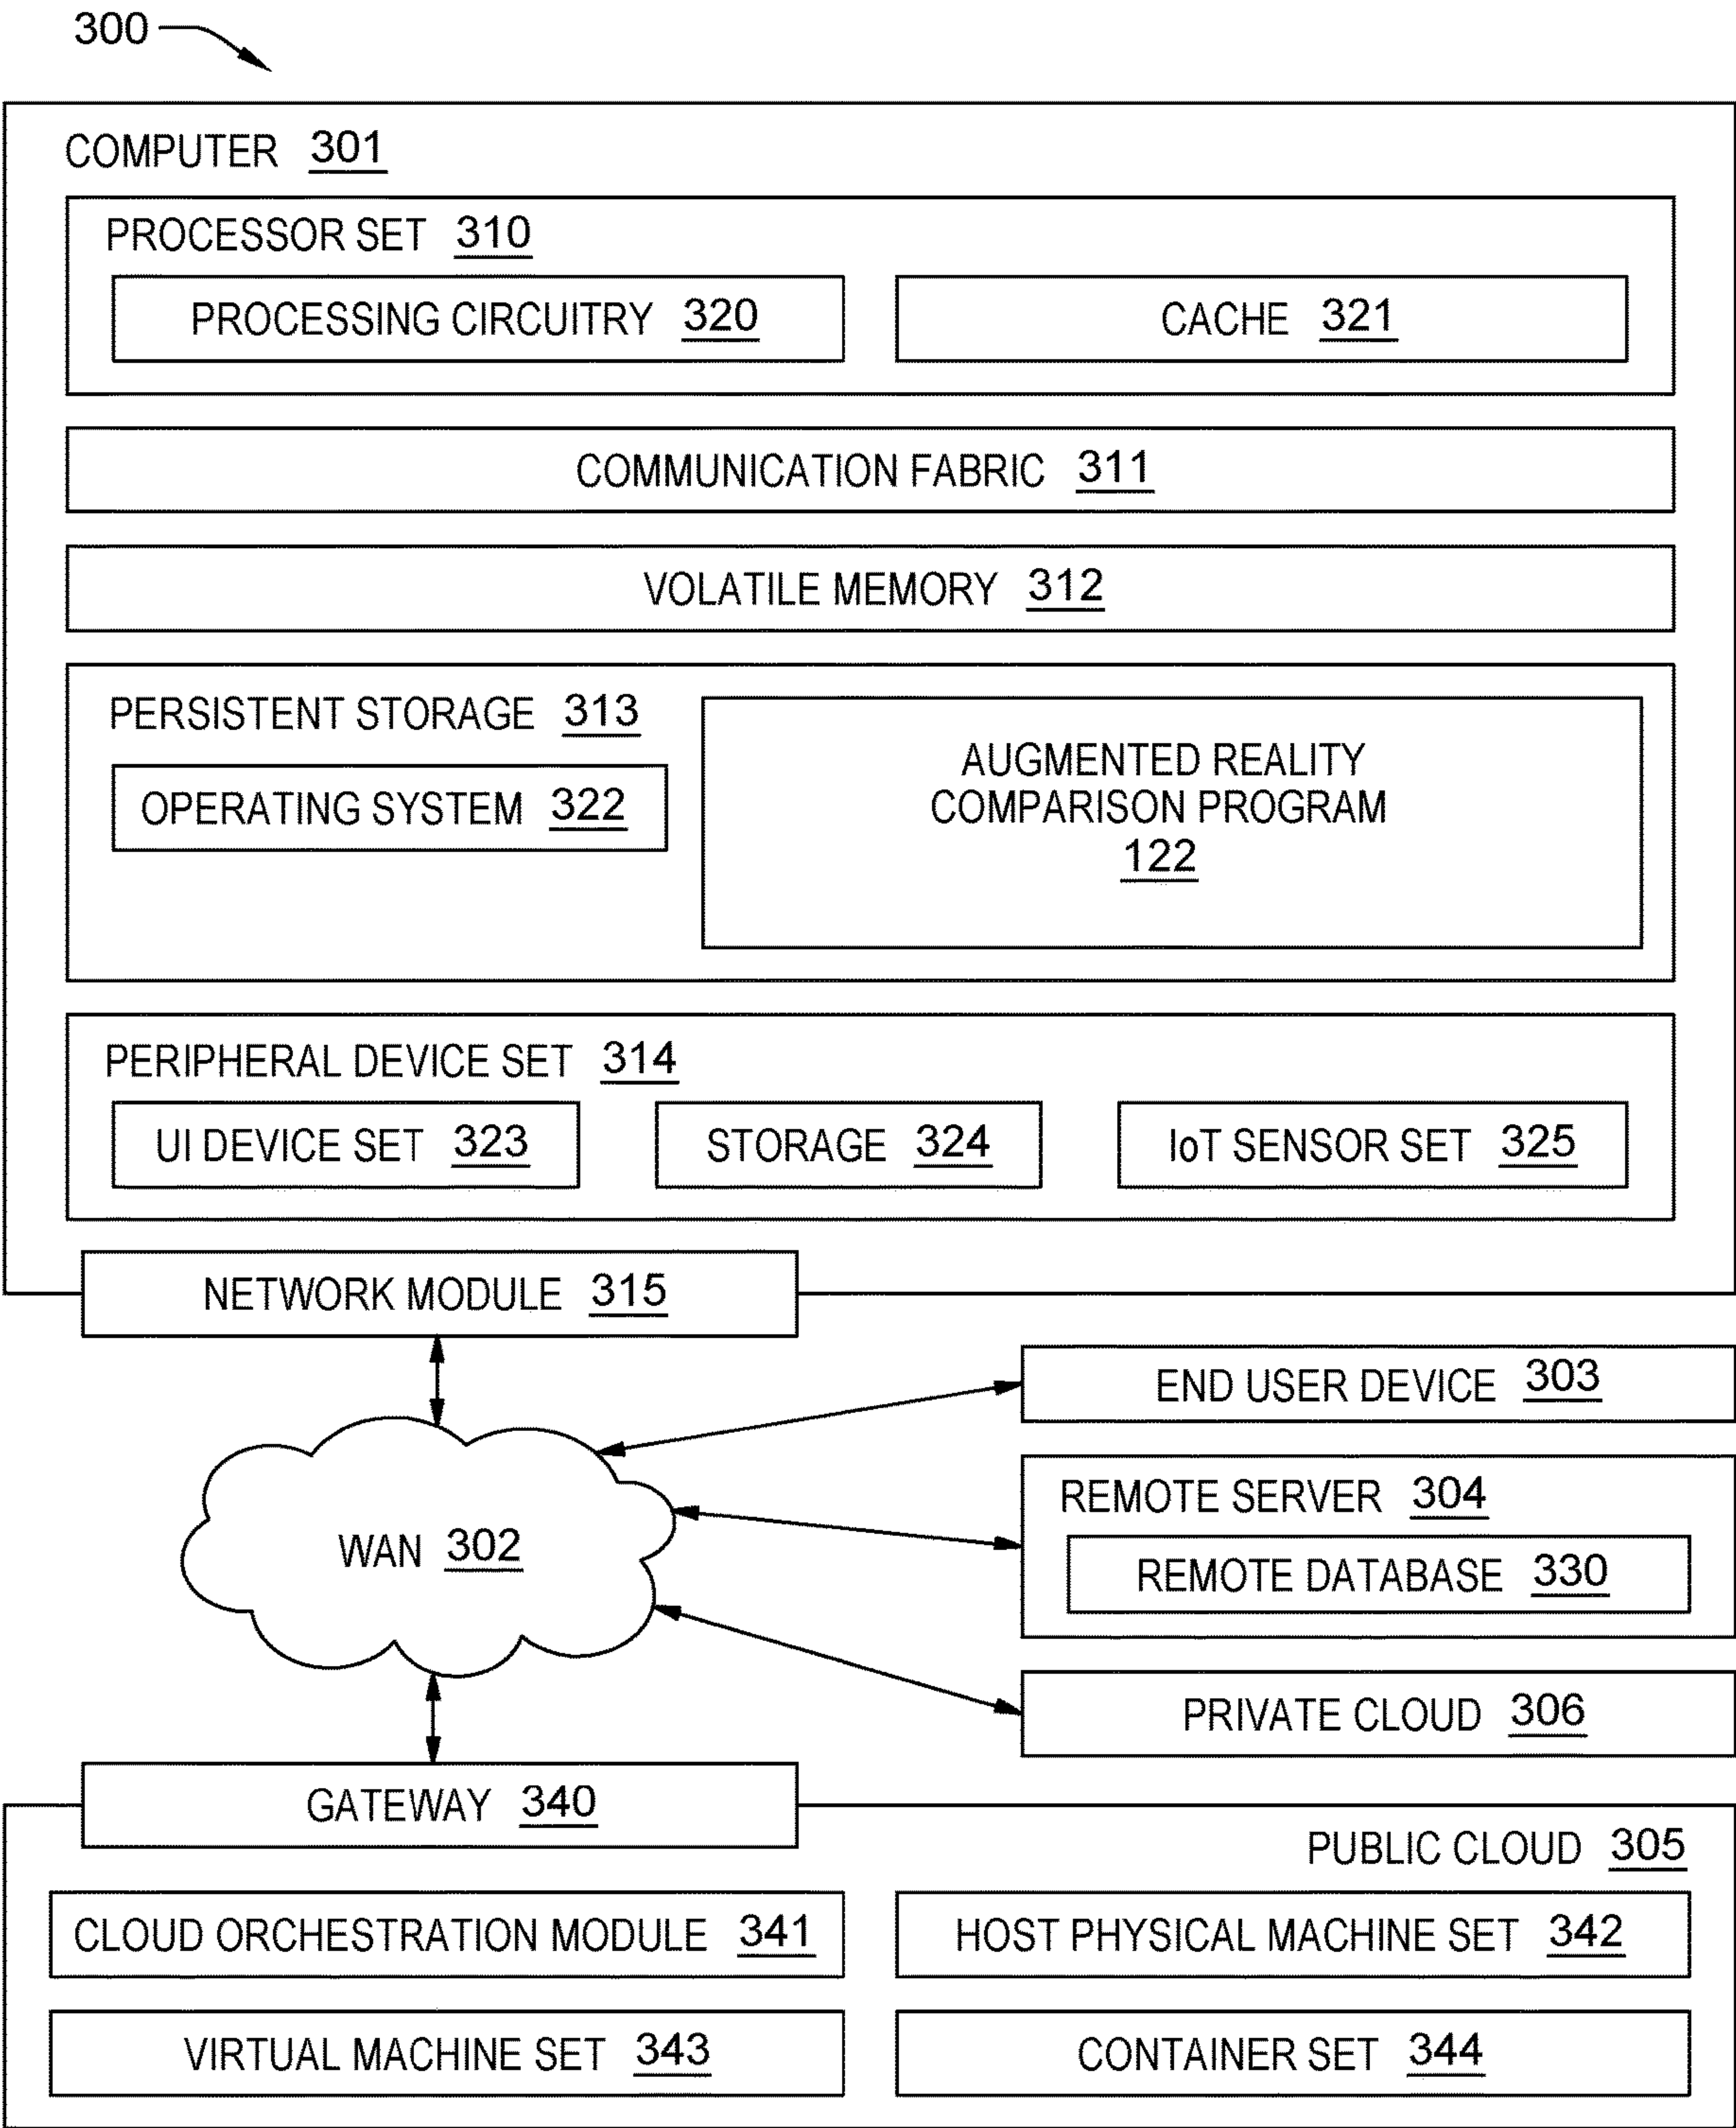 300
COMPUTER 301
PROCESSOR SET 310
PROCESSING CIRCUITRY 320
CACHE 321
COMMUNICATION FABRIC 311
VOLATILE MEMORY 312
PERSISTENT STORAGE 313
OPERATING SYSTEM 322
AUGMENTED REALITY
COMPARISON PROGRAM
122
PERIPHERAL DEVICE SET 314
UI DEVICE SET 323
STORAGE 324
IoT SENSOR SET 325
NETWORK MODULE 315
END USER DEVICE 303
REMOTE SERVER 304
WAN 302
REMOTE DATABASE 330
PRIVATE CLOUD 306
GATEWAY 340
PUBLIC CLOUD 305
CLOUD ORCHESTRATION MODULE 341
HOST PHYSICAL MACHINE SET 342
VIRTUAL MACHINE SET 343
CONTAINER SET 344